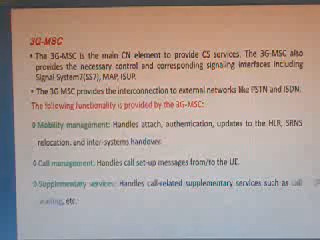 3G-MSC
• The 3G-MSC is the main CN element to provide CS services. The 3G-MSC also
provides the necessary control and corresponding signaling interfaces including
Signal System7(SS7), MAP, ISUP.
• The 3G MSC provides the interconnection to external networks like PSTN and ISDN.
The following functionality is provided by the 3G-MSC:
◊ Mobility management: Handles attach, authentication, updates to the HLR, SRNS
relocation, and inter-systems handover.
◊ Call management: Handles call set-up messages from/to the UE.
◊ Supplementary services: Handles call-related supplementary services such as call
waiting, etc.